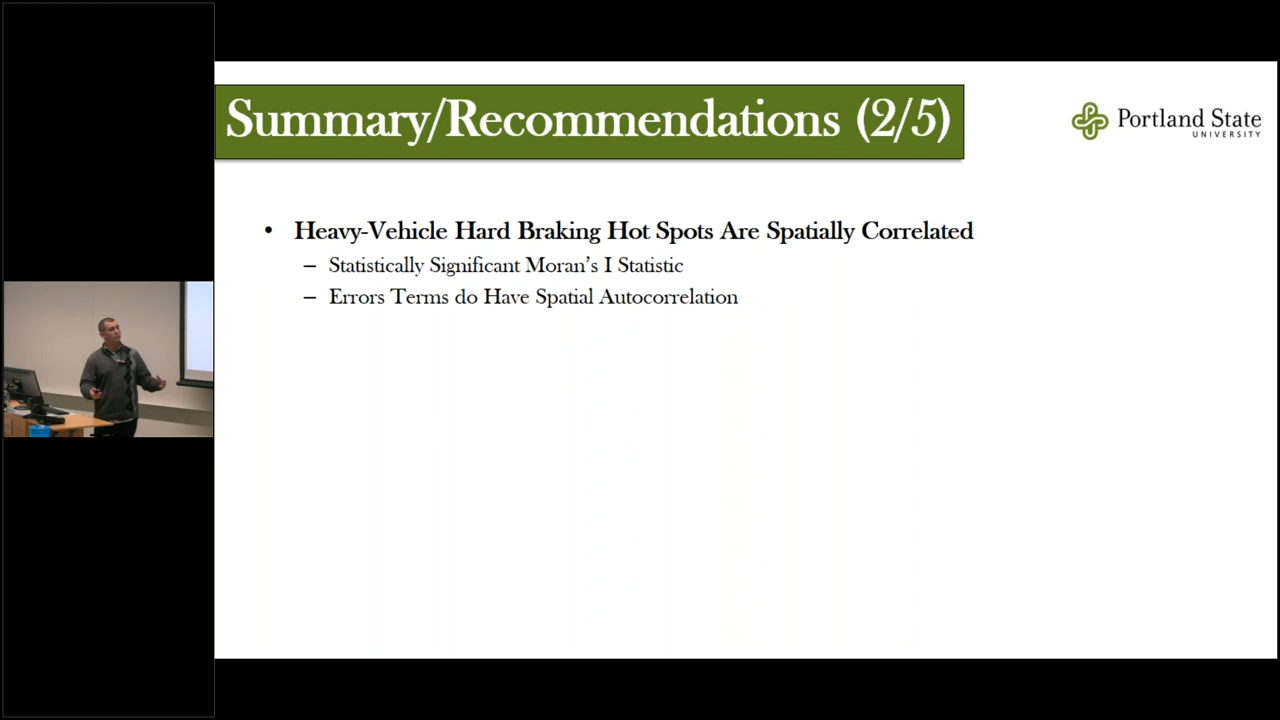 Summary/Recommendations (2/5)
Portland State
UNIVERSITY
• Heavy-Vehicle Hard Braking Hot Spots Are Spatially Correlated
– Statistically Significant Moran's I Statistic
– Errors Terms do Have Spatial Autocorrelation